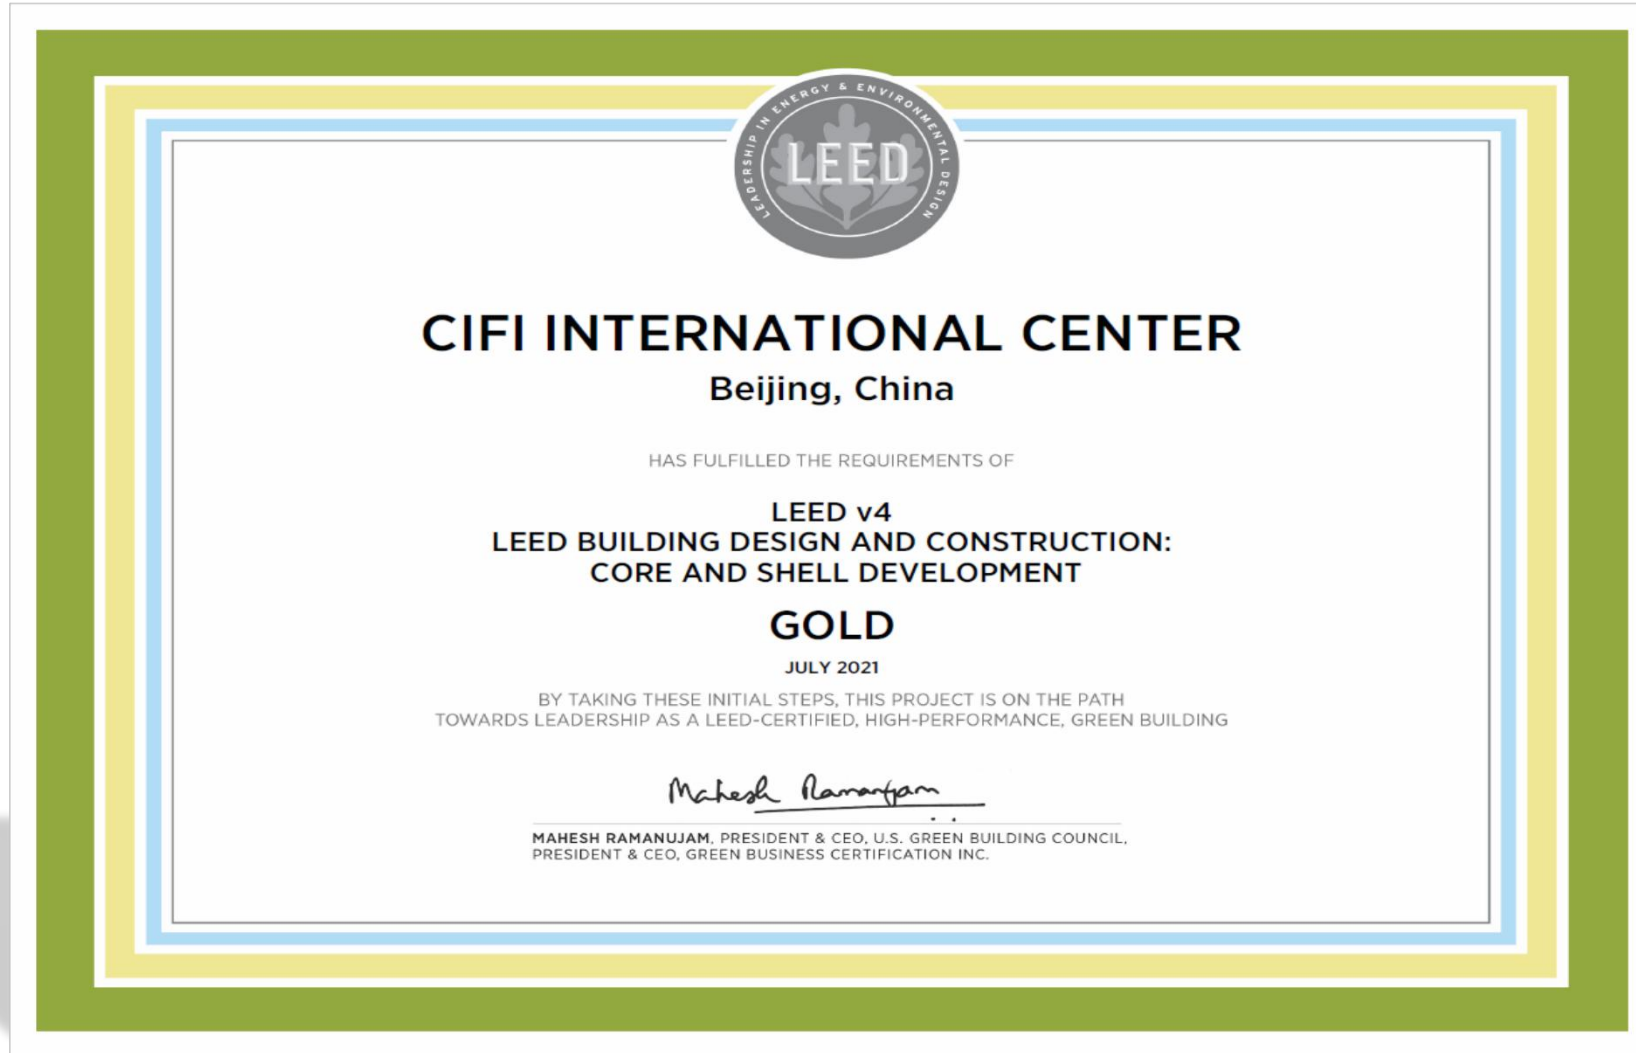 LEADERSHIP IN ENERGY & ENVIRONMENTAL DESIGN
LEED
CIFI INTERNATIONAL CENTER
Beijing, China
HAS FULFILLED THE REQUIREMENTS OF
LEED v4
LEED BUILDING DESIGN AND CONSTRUCTION:
CORE AND SHELL DEVELOPMENT
GOLD
JULY 2021
BY TAKING THESE INITIAL STEPS, THIS PROJECT IS ON THE PATH
TOWARDS LEADERSHIP AS A LEED-CERTIFIED, HIGH-PERFORMANCE, GREEN BUILDING
Mahesh Ramanujam
MAHESH RAMANUJAM, PRESIDENT & CEO, U.S. GREEN BUILDING COUNCIL,
PRESIDENT & CEO, GREEN BUSINESS CERTIFICATION INC.